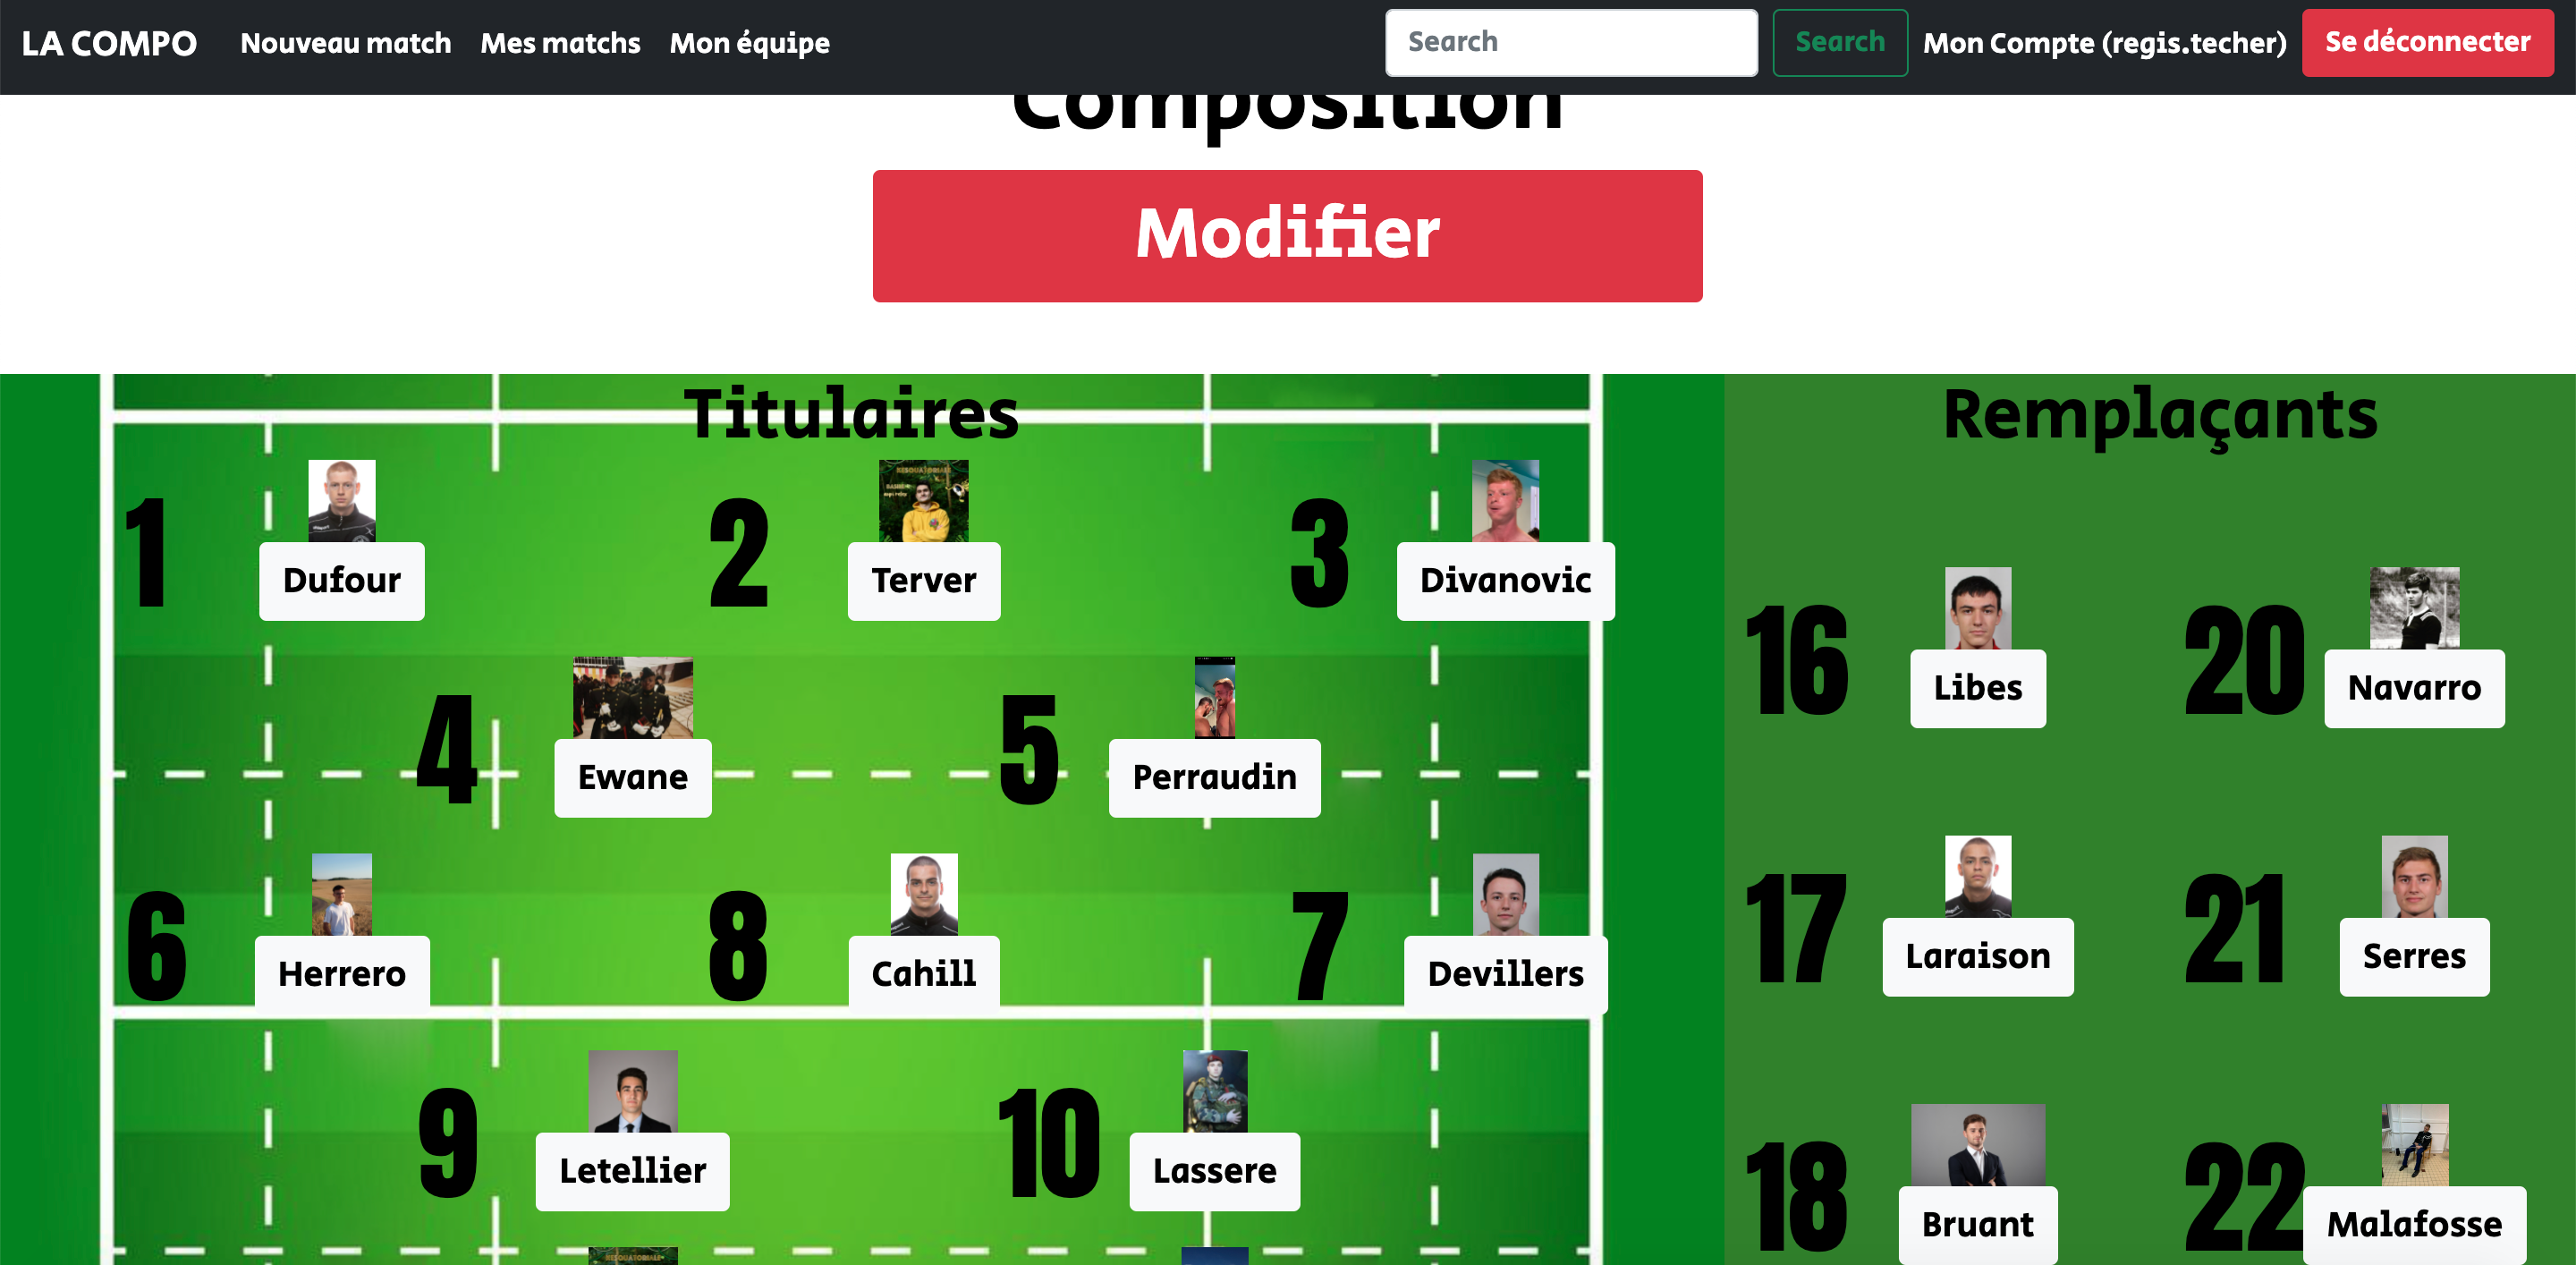 LA COMPO Nouveau match Mes matchs Mon équipe Search Search Mon Compte (regis.techer) Se déconnecter
Composition
Modifier
Titulaires
1 Dufour
2 Terver
3 Divanovic
4 Ewane
5 Perraudin
6 Herrero
8 Cahill
7 Devillers
9 Letellier
10 Lassere
Remplaçants
16 Libes
20 Navarro
17 Laraison
21 Serres
18 Bruant
22 Malafosse